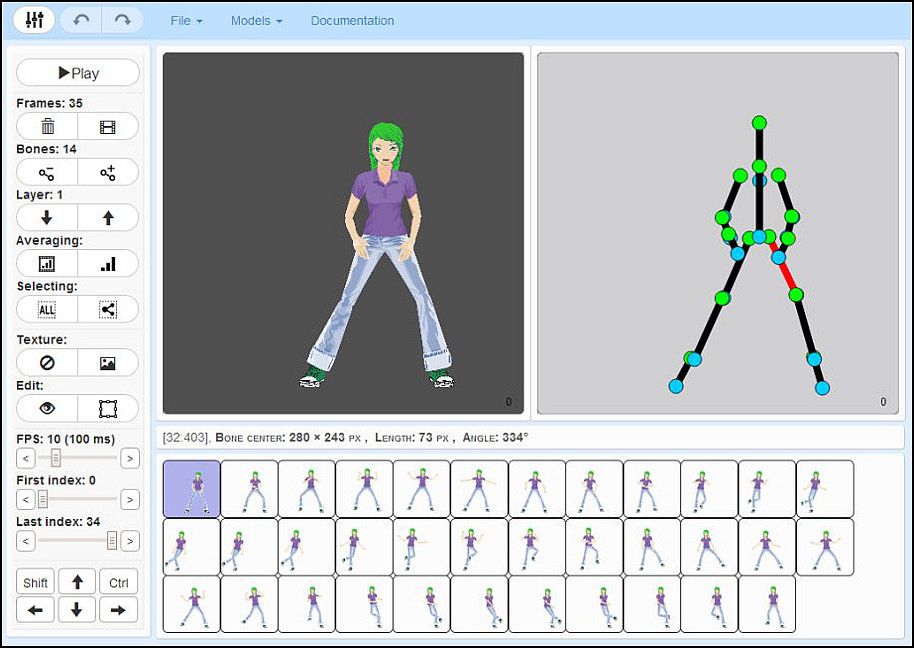 File Models Documentation
Play
Frames: 35
Bones: 14
Layer: 1
Averaging:
Selecting:
ALL
Texture:
Edit:
FPS: 10 (100 ms)
< >
First index: 0
< >
Last index: 34
< >
Shift Ctrl
0
0
[32:403], Bone center: 280 × 243 px , Length: 73 px , Angle: 334°